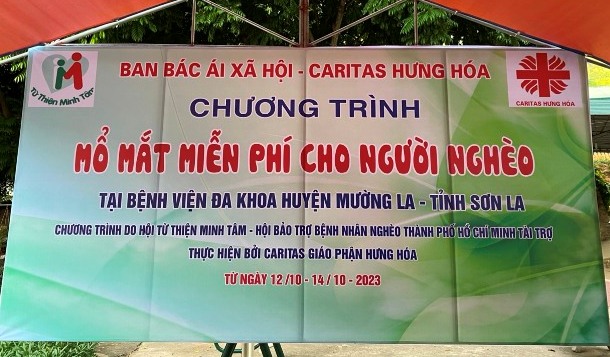 Từ Thiện Minh Tâm
BAN BÁC ÁI XÃ HỘI - CARITAS HƯNG HÓA
CARITAS HƯNG HÓA
CHƯƠNG TRÌNH
MỔ MẮT MIỄN PHÍ CHO NGƯỜI NGHÈO
TẠI BỆNH VIỆN ĐA KHOA HUYỆN MƯỜNG LA - TỈNH SƠN LA
CHƯƠNG TRÌNH DO HỘI TỪ THIỆN MINH TÂM - HỘI BẢO TRỢ BỆNH NHÂN NGHÈO THÀNH PHỐ HỒ CHÍ MINH TÀI TRỢ
THỰC HIỆN BỞI CARITAS GIÁO PHẬN HƯNG HÓA
TỪ NGÀY 12 /10 - 14 / 10 - 2023